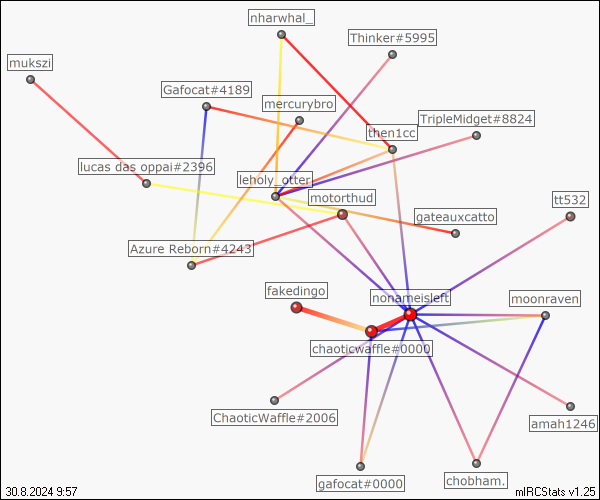 nharwhal_
Thinker#5995
mukszi
Gafocat#4189
mercurybro
TripleMidget#8824
then1cc
lucas das oppai#2396
leholy_otter
motorthud
tt532
gateauxcatto
Azure Reborn#4243
fakedingo
nonameisleft
moonraven
chaoticwaffle#0000
ChaoticWaffle#2006
amah1246
gafocat#0000
chobham.
30.8.2024 9:57
mIRCStats v1.25